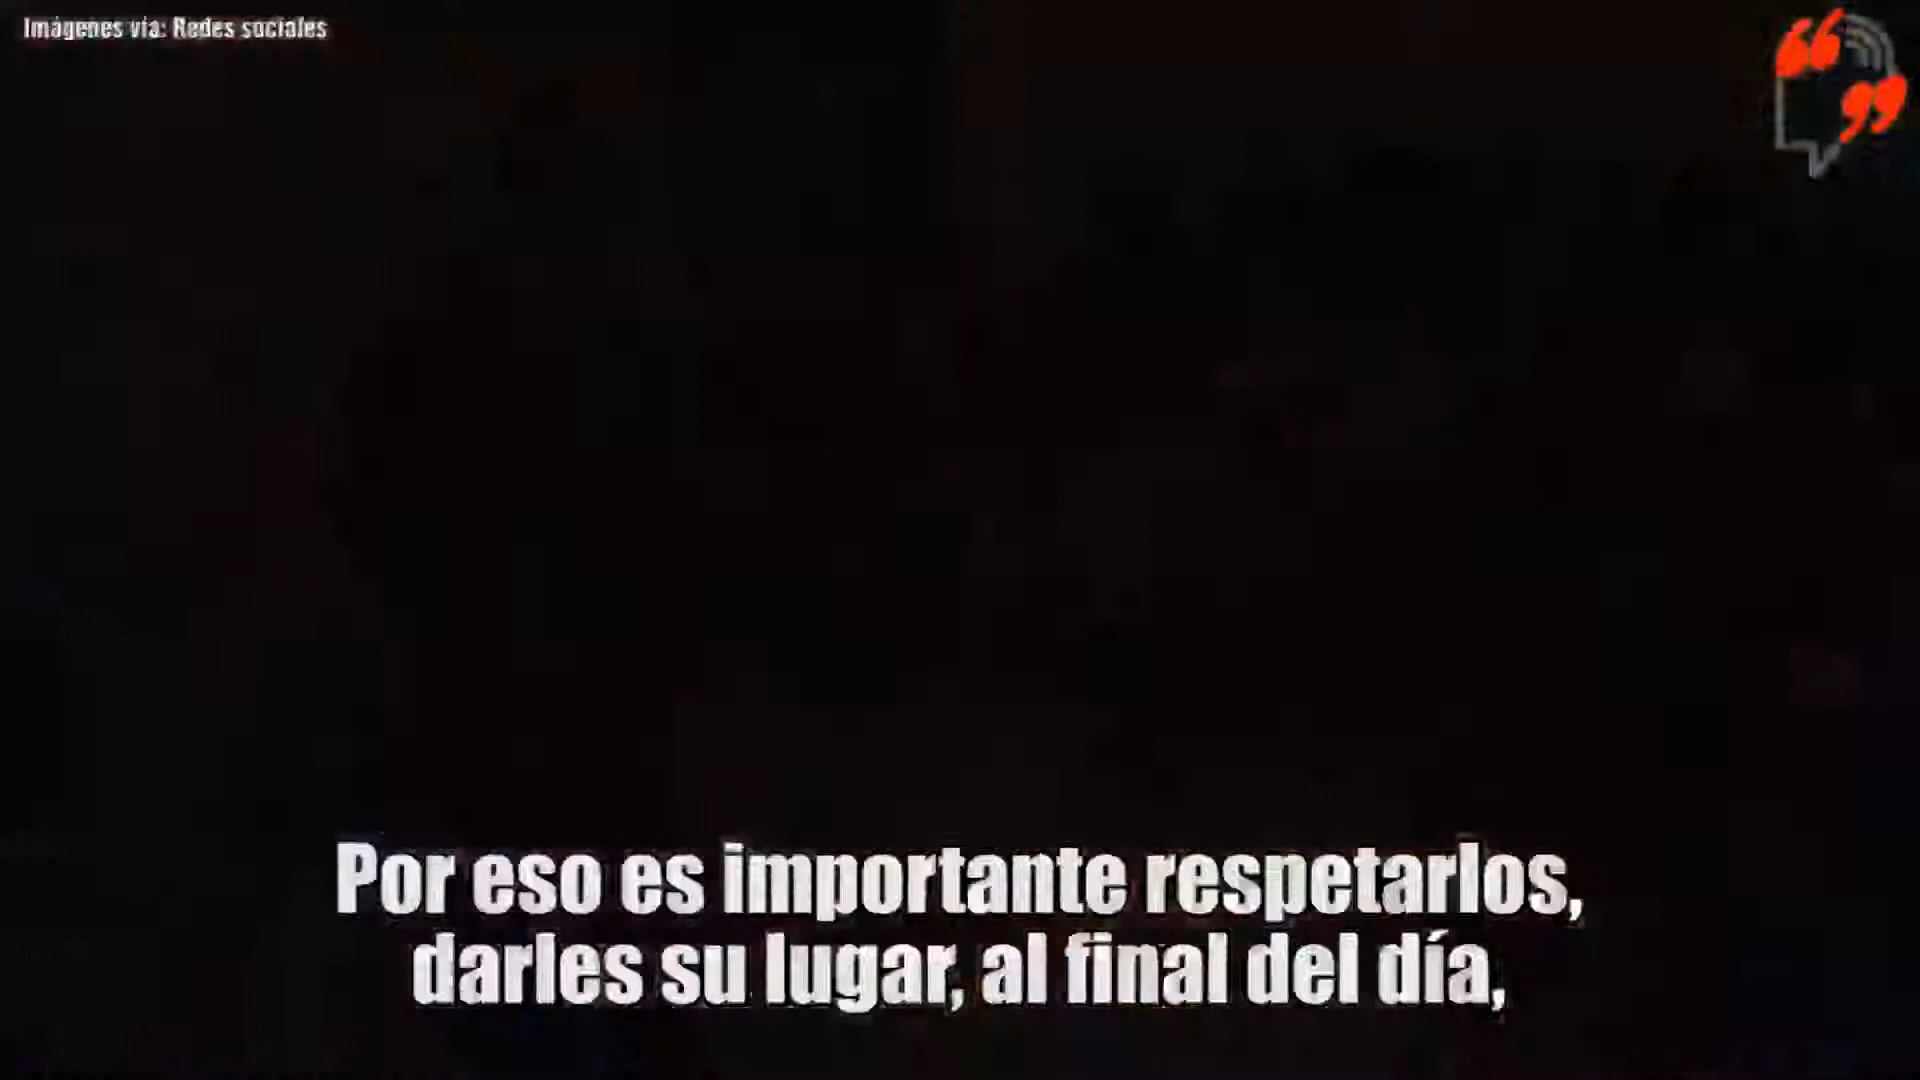 Imágenes vía: Redes sociales
Por eso es importante respetarlos,
darles su lugar, al final del día,